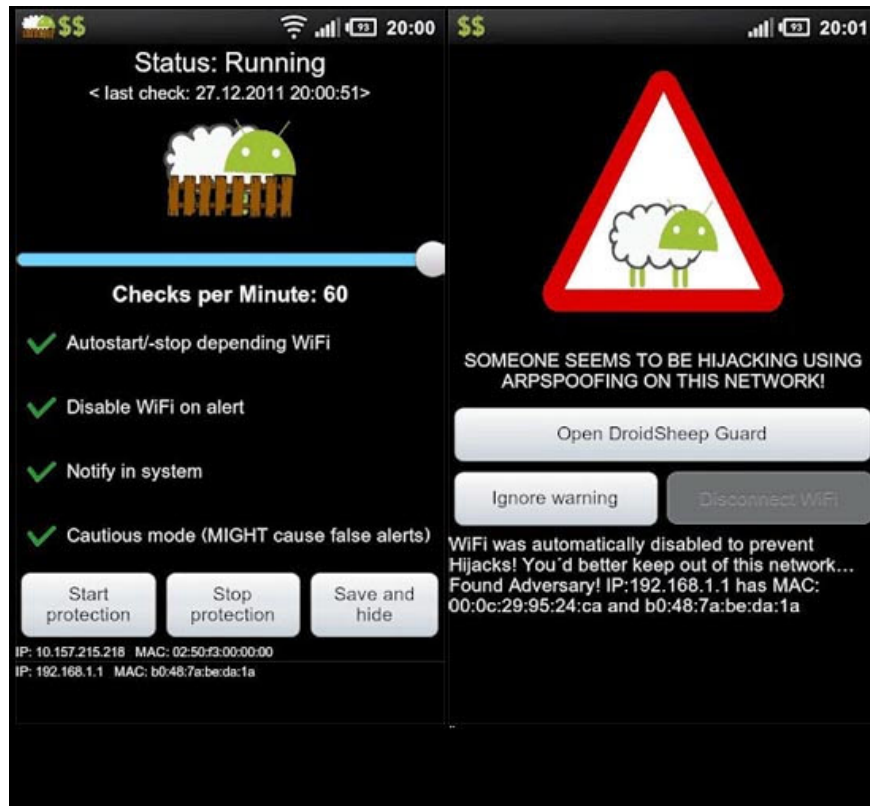 $$ 93 20:00
Status: Running
< last check: 27.12.2011 20:00:51>
Checks per Minute: 60
Autostart/-stop depending WiFi
Disable WiFi on alert
Notify in system
Cautious mode (MIGHT cause false alerts)
Start
protection
Stop
protection
Save and
hide
IP: 10.157.215.218 MAC: 02:50:f3:00:00:00
IP: 192.168.1.1 MAC: b0:48:7a:be:da:1a
$$ 93 20:01
SOMEONE SEEMS TO BE HIJACKING USING
ARPSPOOFING ON THIS NETWORK!
Open DroidSheep Guard
Ignore warning
Disconnect WiFi
WiFi was automatically disabled to prevent
Hijacks! You´d better keep out of this network...
Found Adversary! IP:192.168.1.1 has MAC:
00:0c:29:95:24:ca and b0:48:7a:be:da:1a